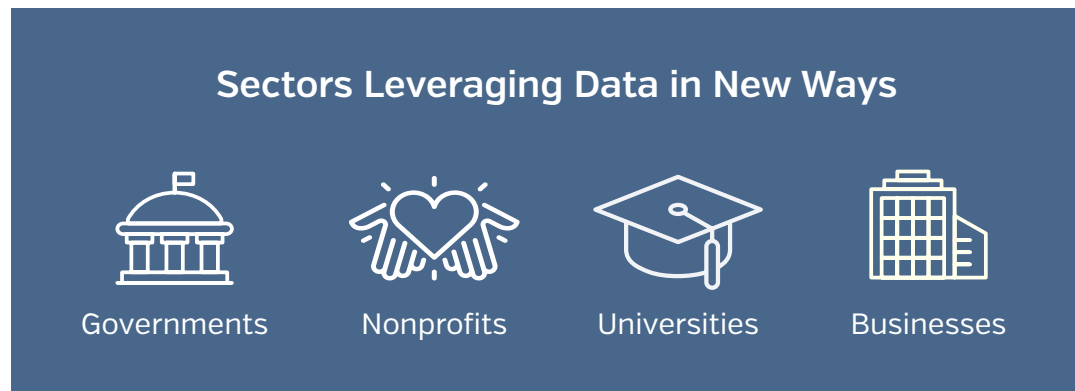 Sectors Leveraging Data in New Ways
Governments
Nonprofits
Universities
Businesses